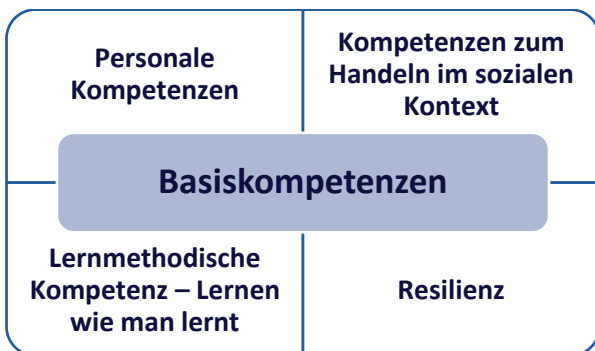 Personale
Kompetenzen
Kompetenzen zum
Handeln im sozialen
Kontext
Basiskompetenzen
Lernmethodische
Kompetenz – Lernen
wie man lernt
Resilienz